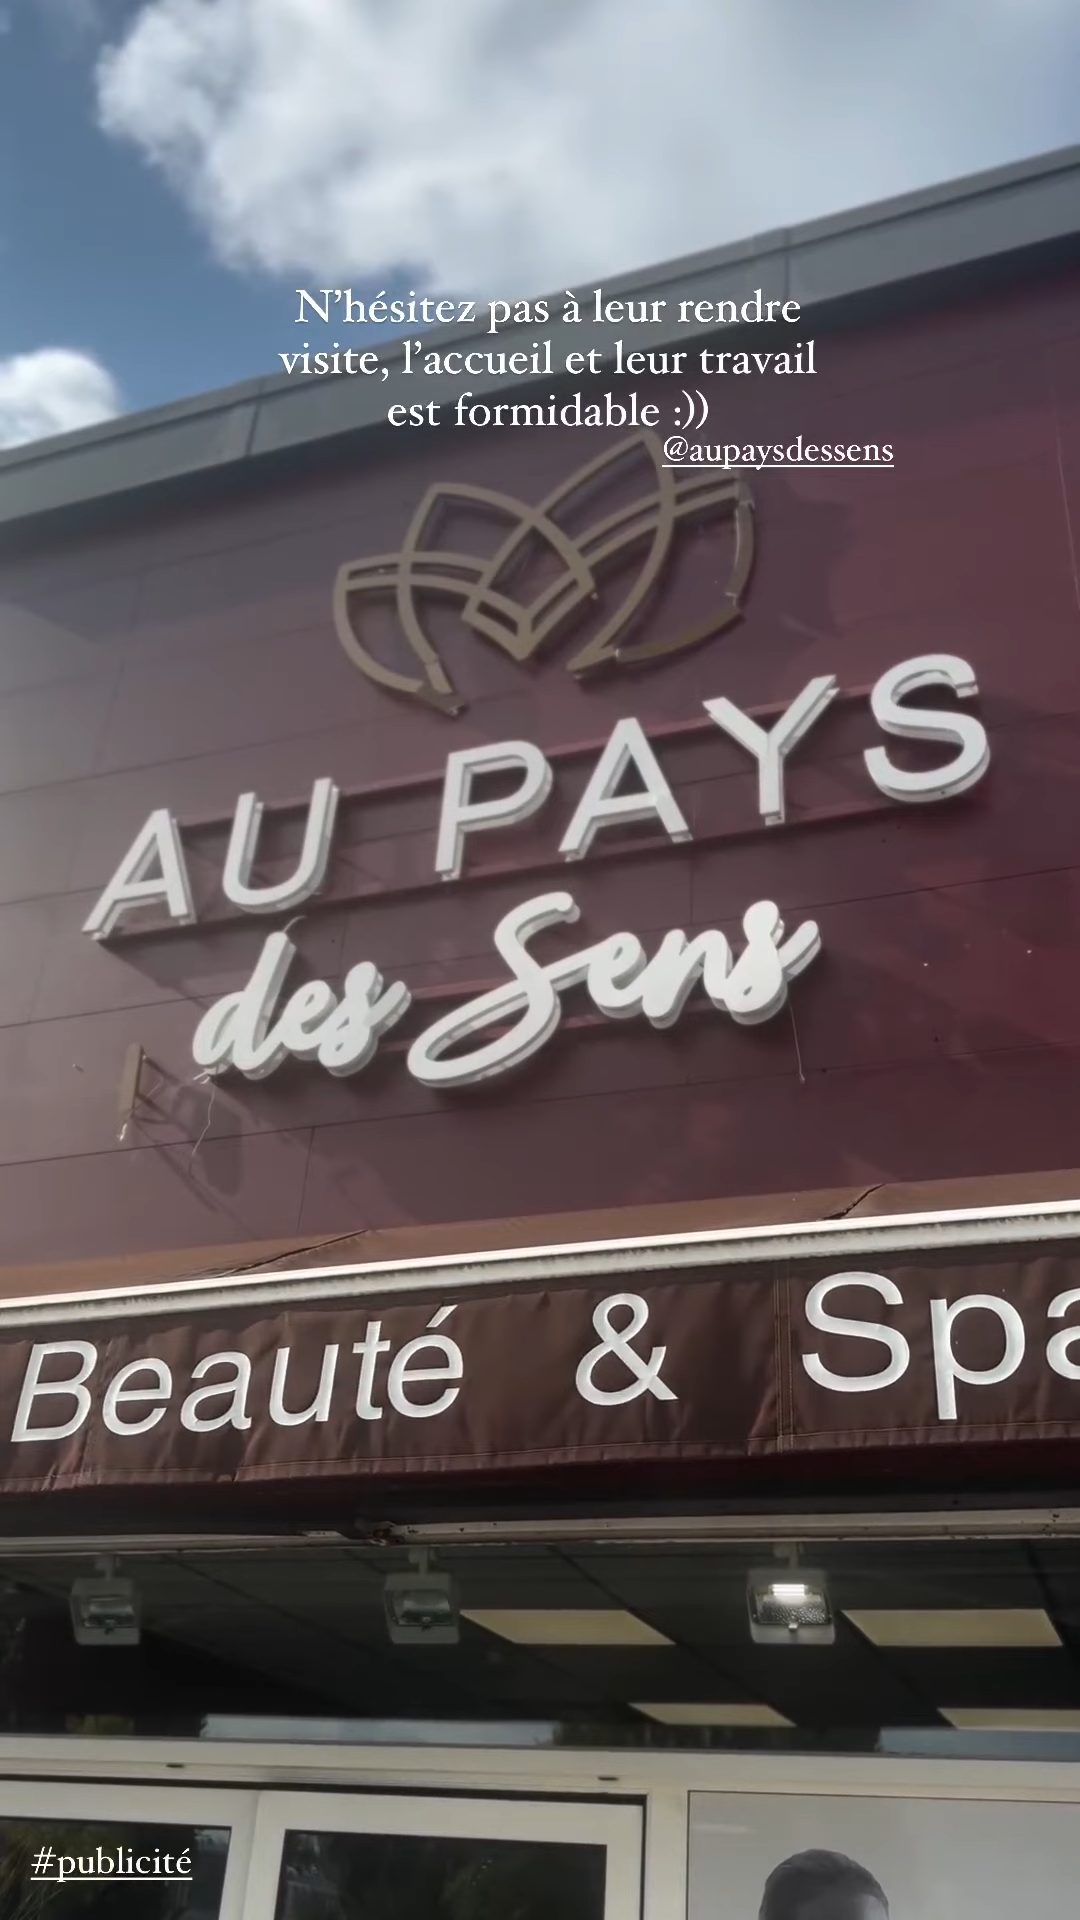 N'hésitez pas à leur rendre
visite, l'accueil et leur travail
est formidable :))
@aupaysdessens
AU PAYS
des Sens
Beauté & Spa
#publicité